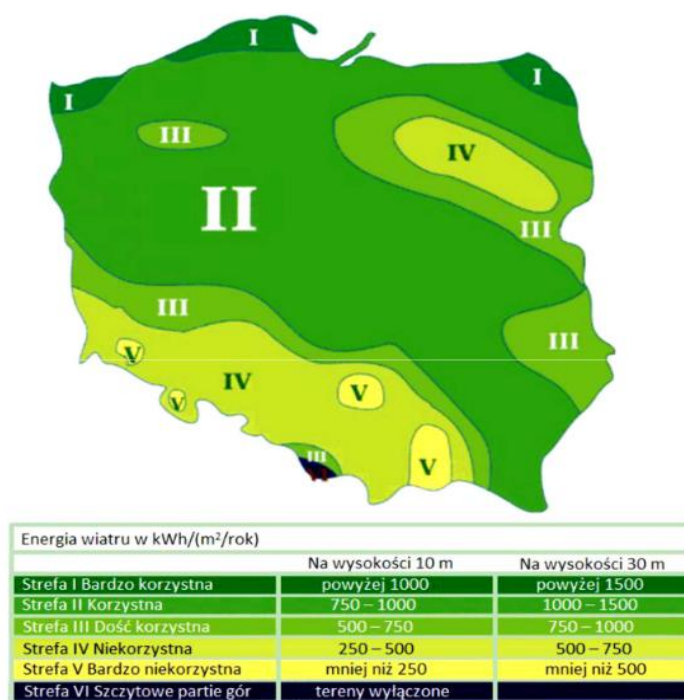 I
I
I
III
IV
II
III
III
III
V
IV
V
V
III
V
VI
Energia wiatru w kWh/(m²/rok)
Na wysokości 10 m Na wysokości 30 m
Strefa I Bardzo korzystna powyżej 1000 powyżej 1500
Strefa II Korzystna 750 – 1000 1000 – 1500
Strefa III Dość korzystna 500 – 750 750 – 1000
Strefa IV Niekorzystna 250 – 500 500 – 750
Strefa V Bardzo niekorzystna mniej niż 250 mniej niż 500
Strefa VI Szczytowe partie gór tereny wyłączone